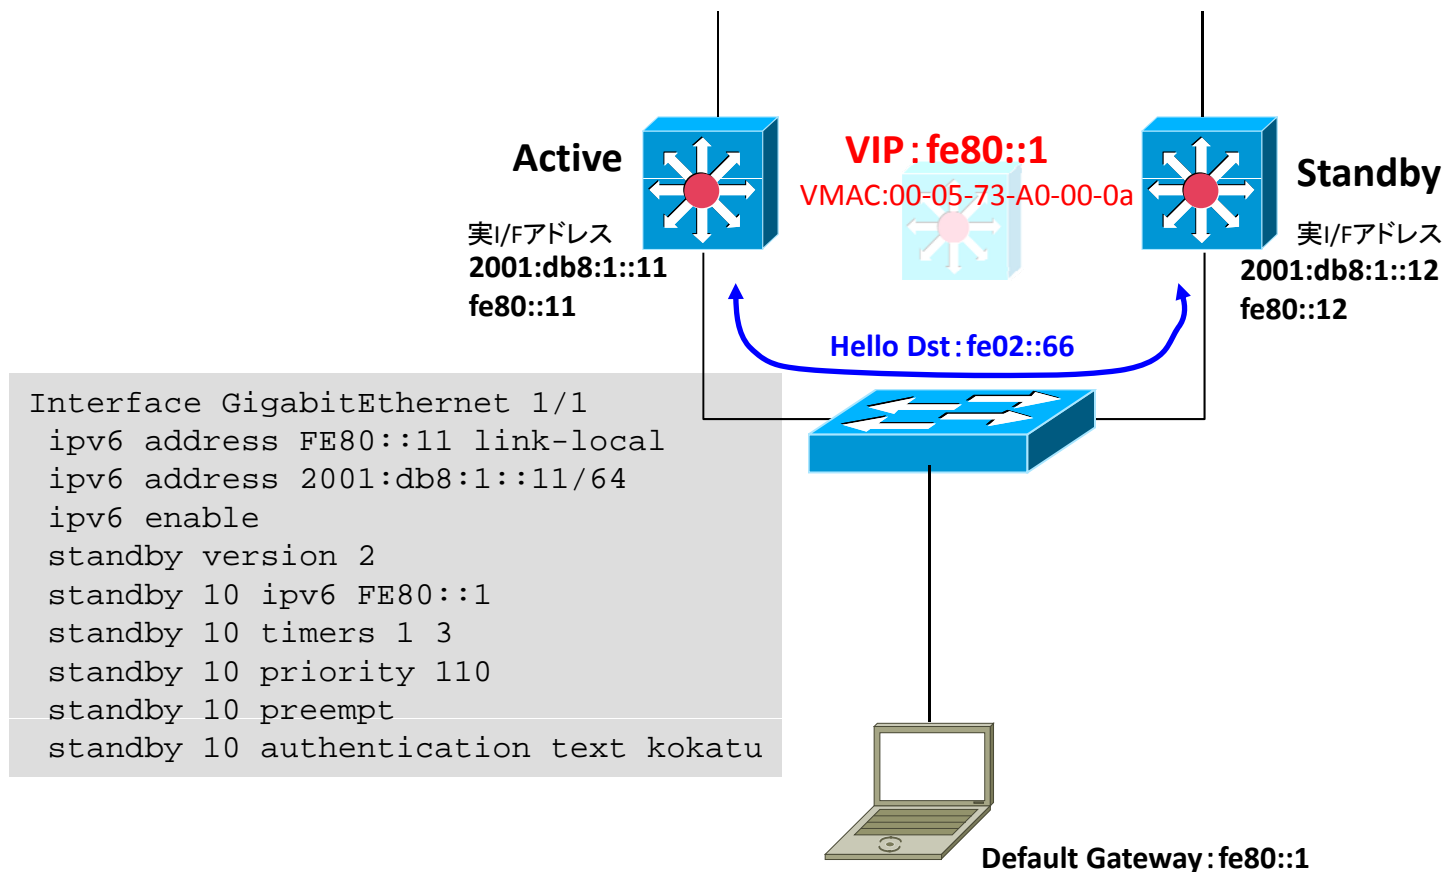 Active
VIP：fe80::1
VMAC:00-05-73-A0-00-0a
Standby
実I/Fアドレス
2001:db8:1::11
fe80::11
実I/Fアドレス
2001:db8:1::12
fe80::12
Hello Dst：fe02::66
Interface GigabitEthernet 1/1
ipv6 address FE80::11 link-local
ipv6 address 2001:db8:1::11/64
ipv6 enable
standby version 2
standby 10 ipv6 FE80::1
standby 10 timers 1 3
standby 10 priority 110
standby 10 preempt
standby 10 authentication text kokatu
Default Gateway：fe80::1